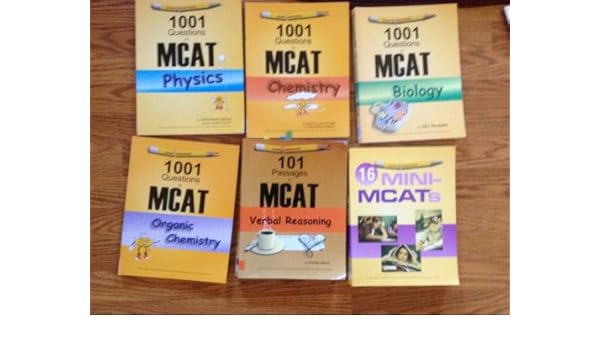 1001
Questions
MCAT
Physics
1001
Questions
MCAT
Chemistry
1001
Questions
MCAT
Biology
1001
Questions
MCAT
Organic
Chemistry
101
Passages
MCAT
Verbal Reasoning
16
MINI-
MCATs